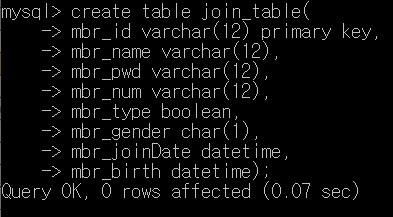 mysql> create table join_table(
    -> mbr_id varchar(12) primary key,
    -> mbr_name varchar(12),
    -> mbr_pwd varchar(12),
    -> mbr_num varchar(12),
    -> mbr_type boolean,
    -> mbr_gender char(1),
    -> mbr_joinDate datetime,
    -> mbr_birth datetime);
Query OK, 0 rows affected (0.07 sec)